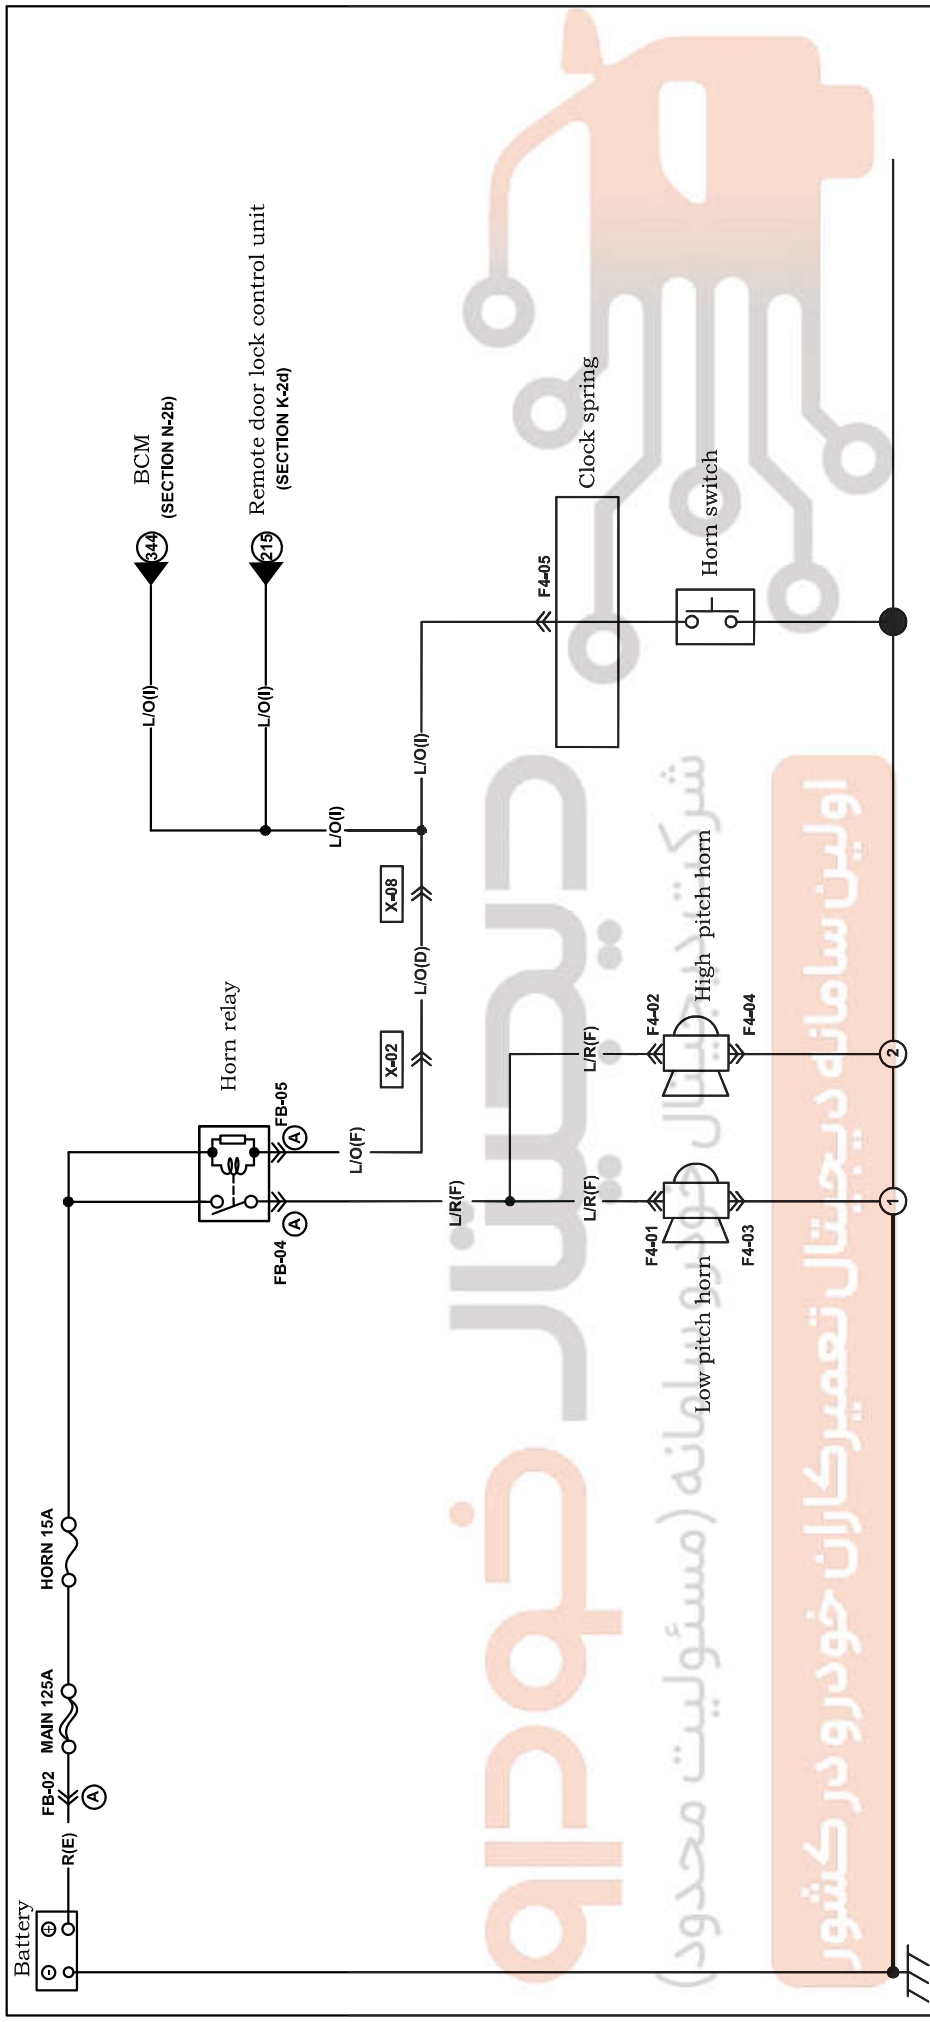 Battery
R(E)
FB-02
A
MAIN 125A
HORN 15A
Horn relay
FB-04
A
FB-05
A
L/O(F)
X-02
L/O(D)
X-08
L/O(I)
L/O(I)
L/O(I)
L/O(I)
344
BCM
(SECTION N-2b)
215
Remote door lock control unit
(SECTION K-2d)
F4-05
Clock spring
Horn switch
L/R(F)
L/R(F)
L/R(F)
F4-01
F4-03
Low pitch horn
F4-02
F4-04
High pitch horn
1
2
دیجیتال خودرو
شرکت دیجیتال خودرو سامانه (مسئولیت محدود)
اولین سامانه دیجیتال تعمیرکاران خودرو در کشور